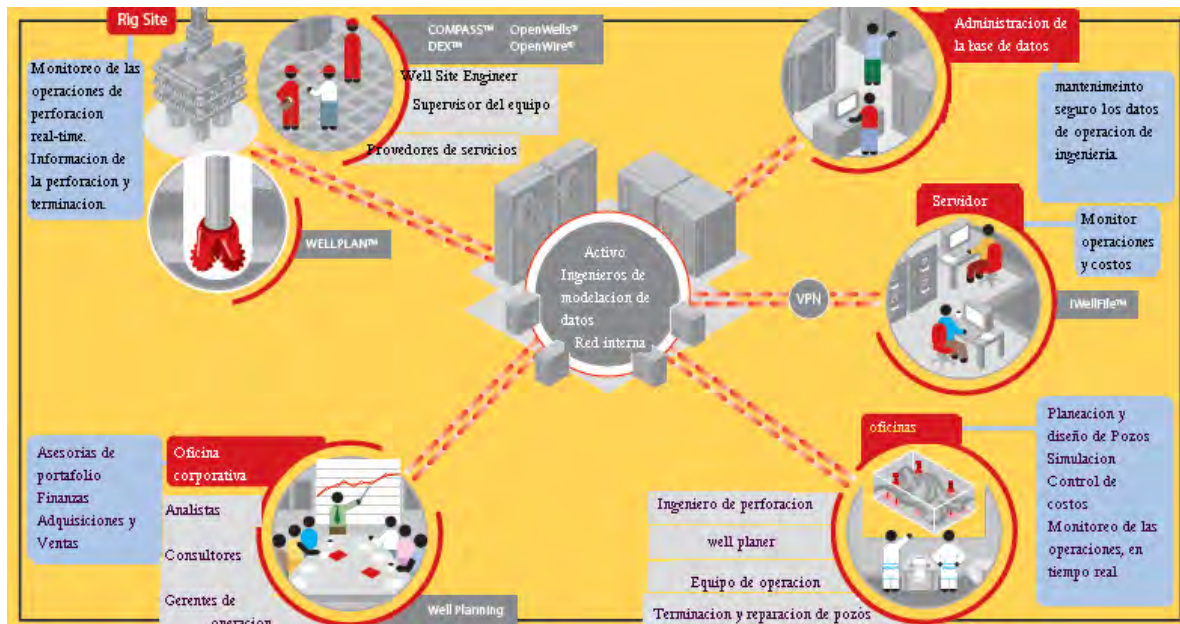 Rig Site
Monitoreo de las
operaciones de
perforacion
real-time.
Informacion de
la perforacion y
terminacion.
COMPASS™ OpenWells®
DEX™ OpenWire®
Well Site Engineer
Supervisor del equipo
Provedores de servicios
WELLPLAN™
Administracion de
la base de datos
mantenimeinto
seguro los datos
de operacion de
ingenieria.
Activo
Ingenieros de
modelacion de
datos
Red interna
VPN
Servidor
Monitor
operaciones
y costos
iWellFile™
Asesorias de
portafolio
Finanzas
Adquisiciones y
Ventas
Oficina
corporativa
Analistas
Consultores
Gerentes de
operacion
Well Planning
oficinas
Ingeniero de perforacion
well planer
Equipo de operacion
Terminacion y reparacion de pozos
Planeacion y
diseño de Pozos
Simulacion
Control de
costos
Monitoreo de las
operaciones, en
tiempo real